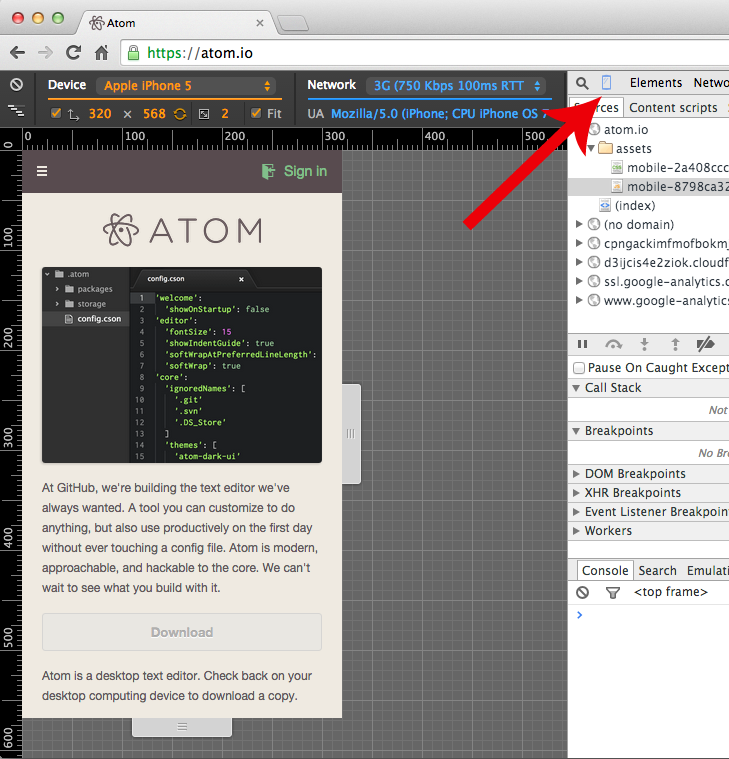 Atom
https://atom.io
Device Apple iPhone 5
Network 3G (750 Kbps 100ms RTT
320 × 568 2 Fit
UA Mozilla/5.0 (iPhone; CPU iPhone OS 7
0 100 200 300 400 500
0
100
200
300
400
500
600
Sign in
ATOM
.atom
packages
storage
config.cson
config.cson
1 'welcome':
2 'showOnStartup': false
3 'editor':
4 'fontSize': 15
5 'showIndentGuide': true
6 'softWrapAtPreferredLineLength':
7 'softWrap': true
8 'core':
9 'ignoredNames': [
10 '.git'
11 '.svn'
12 '.DS_Store'
13 ]
14 'themes': [
15 'atom-dark-ui'
At GitHub, we're building the text editor we've
always wanted. A tool you can customize to do
anything, but also use productively on the first day
without ever touching a config file. Atom is modern,
approachable, and hackable to the core. We can't
wait to see what you build with it.
Download
Atom is a desktop text editor. Check back on your
desktop computing device to download a copy.
Elements Netwo
Content scripts
atom.io
assets
mobile-2a408ccc
mobile-8798ca32
(index)
(no domain)
cpngackimfmofbokm
d3ijcis4e2ziok.cloudf
ssl.google-analytics.c
www.google-analytics
Pause On Caught Except
Call Stack
Not
Breakpoints
No Br
DOM Breakpoints
XHR Breakpoints
Event Listener Breakpoin
Workers
Console Search Emulati
<top frame>